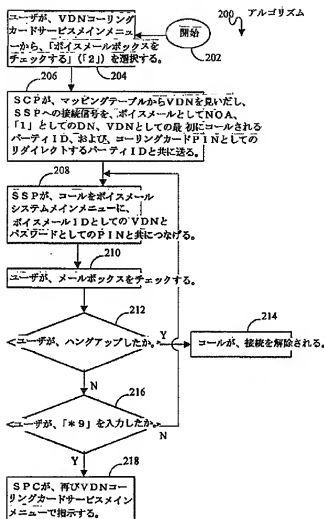 200 アルゴリズム
ユーザが、VDNコーリング
カードサービスメインメニュ
ーから、「ボイスメールボックスを
チェックする」(「2」)を選択する。
開始
202
204
206
SCPが、マッピングテーブルからVDNを見いだし、
SSPへの接続信号を、ボイスメールとしてNOA、
「1」としてのDN、VDNとしての最初にコールされる
パーティID、および、コーリングカードPINとしての
リダイレクトするパーティIDと共に送る。
208
SSPが、コールをボイスメール
システムメインメニューに、
ボイスメールIDとしてのVDNと
パスワードとしてのPINと共につなげる。
210
ユーザが、メールボックスをチェックする。
212
ユーザが、ハングアップしたか。
Y
214
コールが、接続を解除される。
N
216
ユーザが、「*9」を入力したか。
N
Y
218
SPCが、再びVDNコー
リングカードサービスメイン
メニューで指示する。